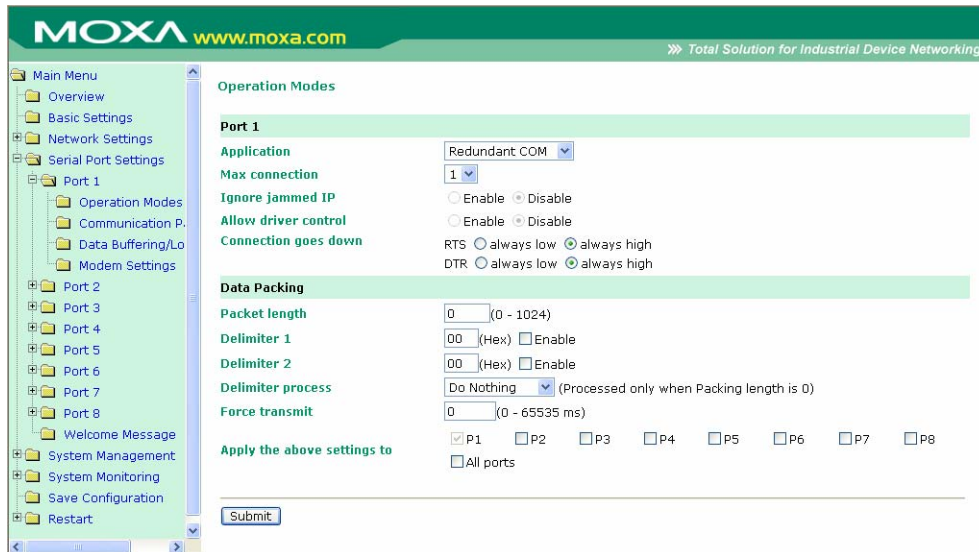 MOXA www.moxa.com
Total Solution for Industrial Device Networking
Main Menu
Overview
Basic Settings
Network Settings
Serial Port Settings
Port 1
Operation Modes
Communication P
Data Buffering/Lo
Modem Settings
Port 2
Port 3
Port 4
Port 5
Port 6
Port 7
Port 8
Welcome Message
System Management
System Monitoring
Save Configuration
Restart
Operation Modes
Port 1
Application Redundant COM
Max connection 1
Ignore jammed IP Enable Disable
Allow driver control Enable Disable
Connection goes down RTS always low always high
DTR always low always high
Data Packing
Packet length 0 (0 - 1024)
Delimiter 1 00 (Hex) Enable
Delimiter 2 00 (Hex) Enable
Delimiter process Do Nothing (Processed only when Packing length is 0)
Force transmit 0 (0 - 65535 ms)
Apply the above settings to P1 P2 P3 P4 P5 P6 P7 P8
All ports
Submit